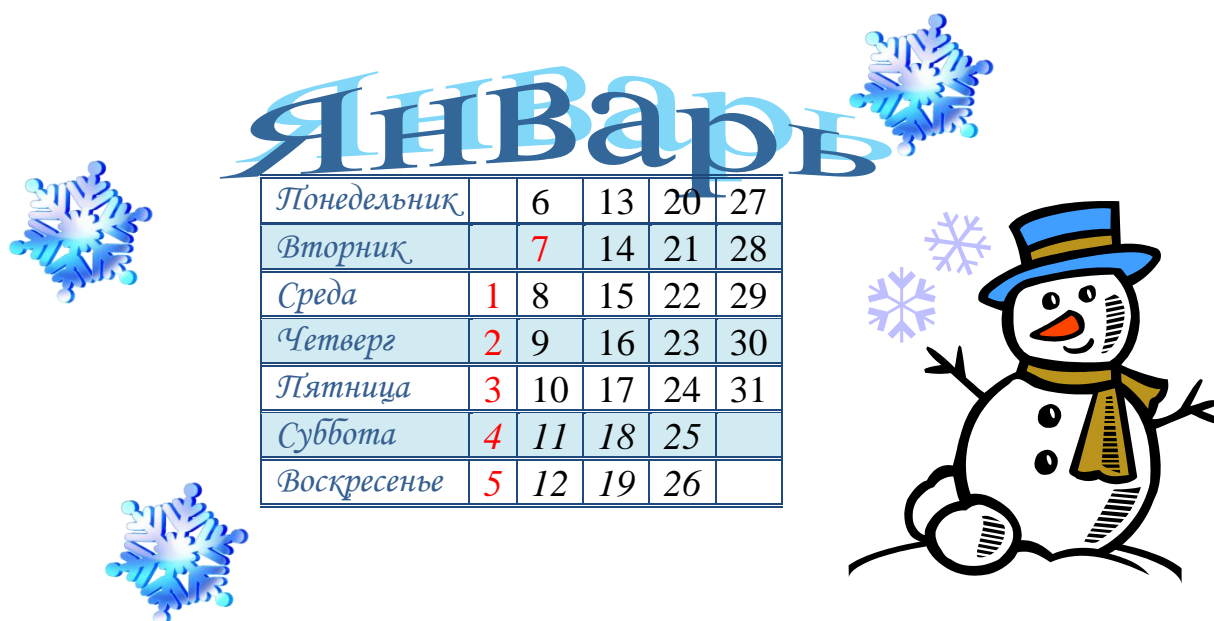 Январь
Понедельник 6 13 20 27
Вторник 7 14 21 28
Среда 1 8 15 22 29
Четверг 2 9 16 23 30
Пятница 3 10 17 24 31
Суббота 4 11 18 25
Воскресенье 5 12 19 26